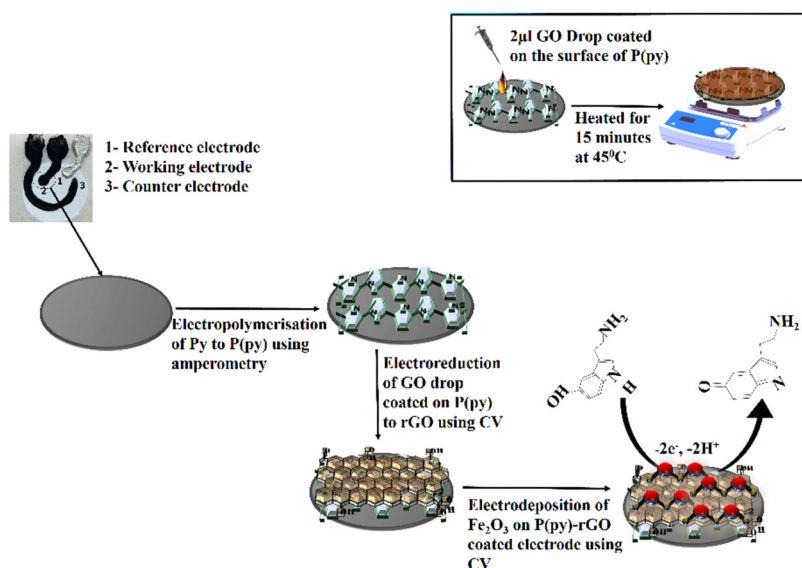 2µl GO Drop coated
on the surface of P(py)
Heated for
15 minutes
at 45⁰C
1- Reference electrode
2- Working electrode
3- Counter electrode
1
2
3
Electropolymerisation
of Py to P(py) using
amperometry
Electroreduction
of GO drop
coated on P(py)
to rGO using CV
Electrodeposition of
Fe₂O₃ on P(py)-rGO
coated electrode using
CV
NH₂
OH
N
H
NH₂
O
N
-2e⁻, -2H⁺